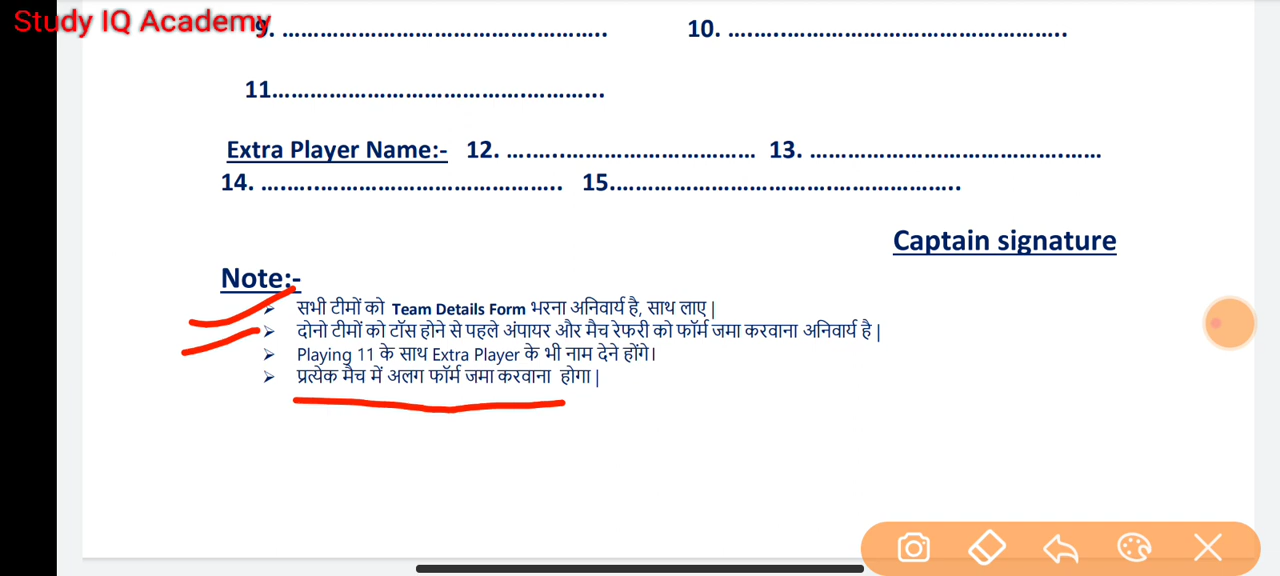 Study IQ Academy
9. ................................................... 10. .....................................................
11....................................................
Extra Player Name:- 12. ....................................... 13. ..............................................
14. ............................................... 15.....................................................
Captain signature
Note:-
➢ सभी टीमों को Team Details Form भरना अनिवार्य है, साथ लाए |
➢ दोनो टीमों को टॉस होने से पहले अंपायर और मैच रेफरी को फॉर्म जमा करवाना अनिवार्य है |
➢ Playing 11 के साथ Extra Player के भी नाम देने होंगे।
➢ प्रत्येक मैच में अलग फॉर्म जमा करवाना होगा |